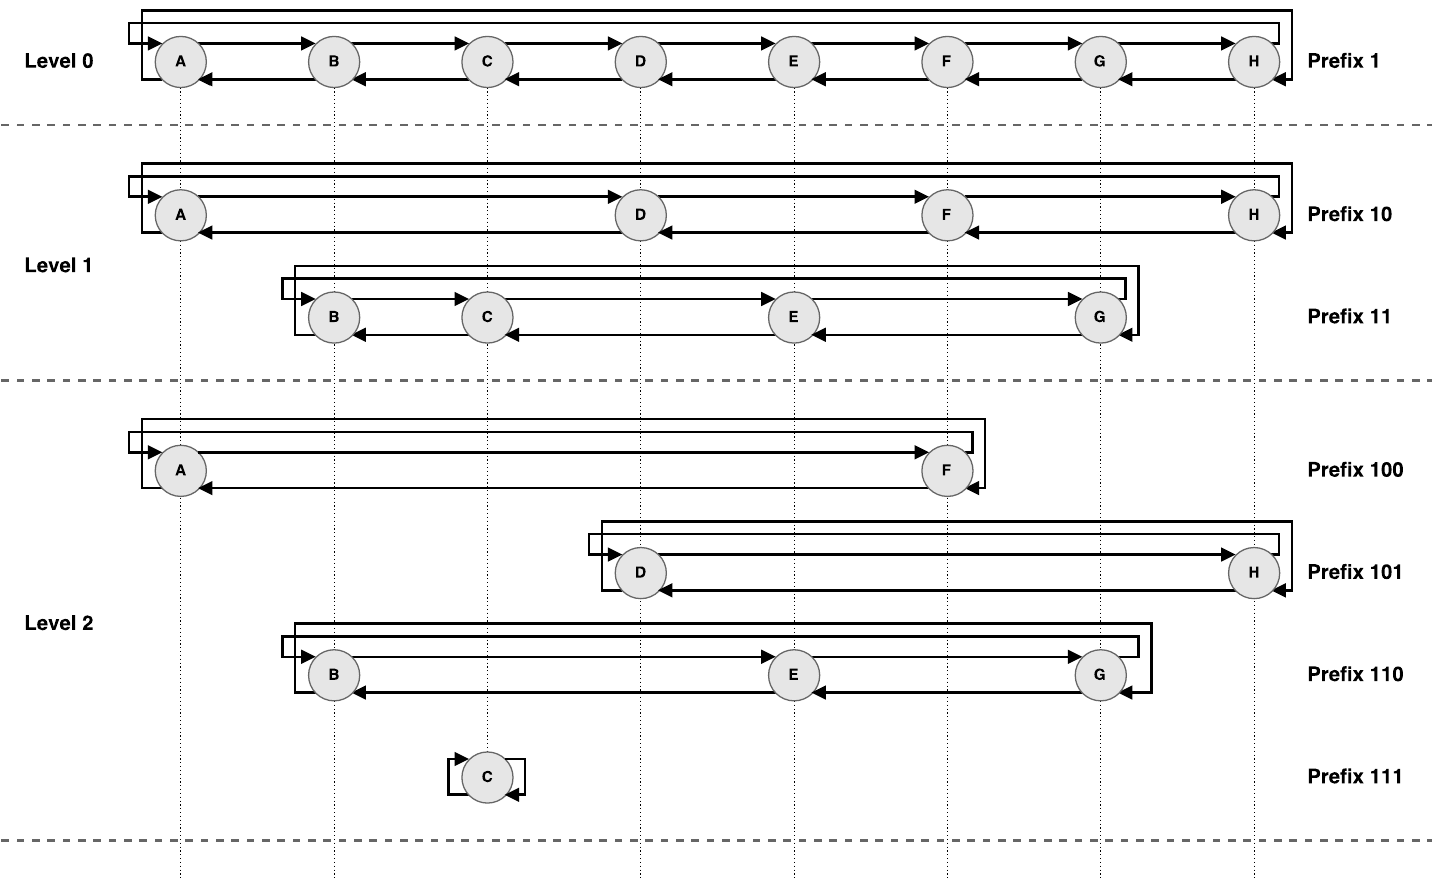 Level 0 A B C D E F G H Prefix 1
A D F H Prefix 10
Level 1
B C E G Prefix 11
A F Prefix 100
D H Prefix 101
Level 2
B E G Prefix 110
C Prefix 111